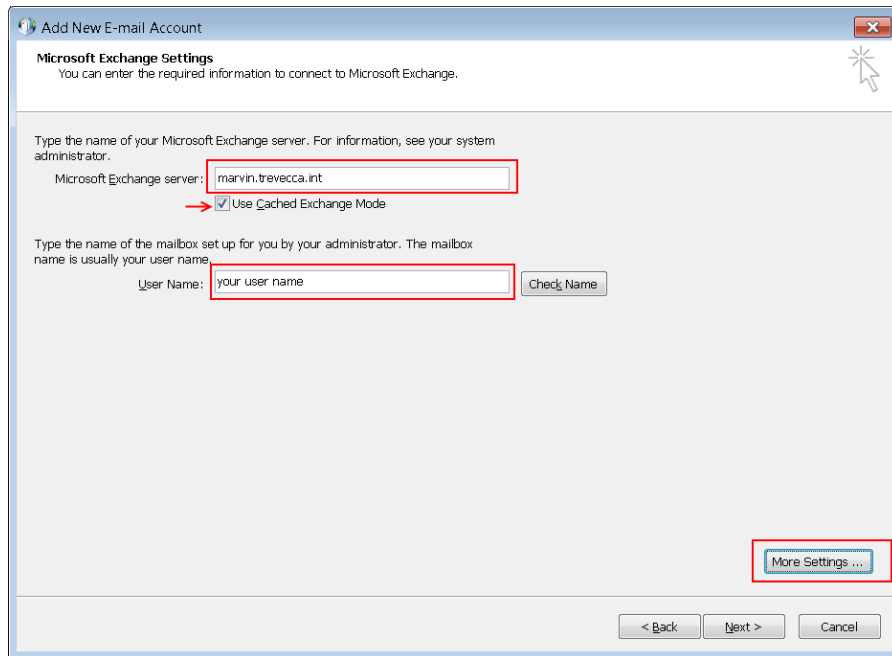 Add New E-mail Account
Microsoft Exchange Settings
You can enter the required information to connect to Microsoft Exchange.
Type the name of your Microsoft Exchange server. For information, see your system
administrator.
Microsoft Exchange server: marvin.trevecca.int
Use Cached Exchange Mode
Type the name of the mailbox set up for you by your administrator. The mailbox
name is usually your user name.
User Name: your user name Check Name
More Settings ...
< Back Next > Cancel